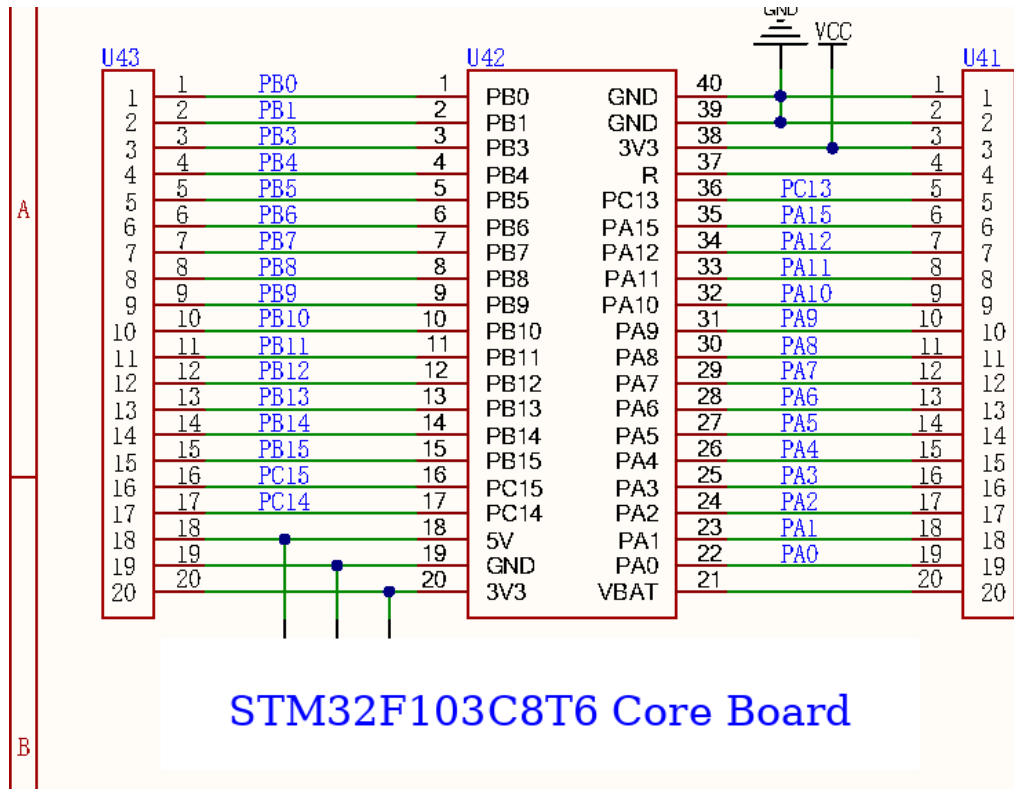 GND
VCC
U43 U42 U41
1 1 PB0 1 PB0 GND 40 1 1
2 2 PB1 2 PB1 GND 39 2 2
3 3 PB3 3 PB3 3V3 38 3 3
4 4 PB4 4 PB4 R 37 4 4
5 5 PB5 5 PB5 PC13 36 PC13 5 5
6 6 PB6 6 PB6 PA15 35 PA15 6 6
7 7 PB7 7 PB7 PA12 34 PA12 7 7
8 8 PB8 8 PB8 PA11 33 PA11 8 8
9 9 PB9 9 PB9 PA10 32 PA10 9 9
10 10 PB10 10 PB10 PA9 31 PA9 10 10
11 11 PB11 11 PB11 PA8 30 PA8 11 11
12 12 PB12 12 PB12 PA7 29 PA7 12 12
13 13 PB13 13 PB13 PA6 28 PA6 13 13
14 14 PB14 14 PB14 PA5 27 PA5 14 14
15 15 PB15 15 PB15 PA4 26 PA4 15 15
16 16 PC15 16 PC15 PA3 25 PA3 16 16
17 17 PC14 17 PC14 PA2 24 PA2 17 17
18 18 18 5V PA1 23 PA1 18 18
19 19 19 GND PA0 22 PA0 19 19
20 20 20 3V3 VBAT 21 20 20
A
STM32F103C8T6 Core Board
B